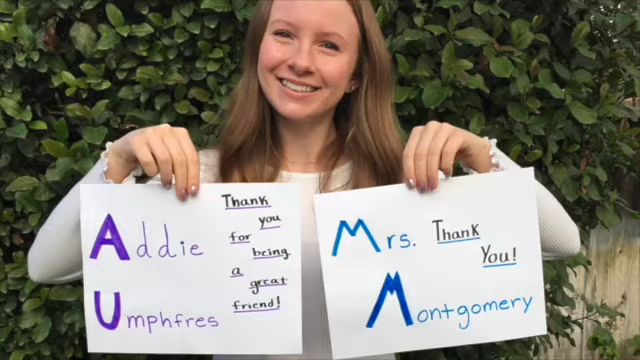 Addie
Umphfres
Thank
you
for
being
a
great
friend!
Mrs. Thank
You!
Montgomery